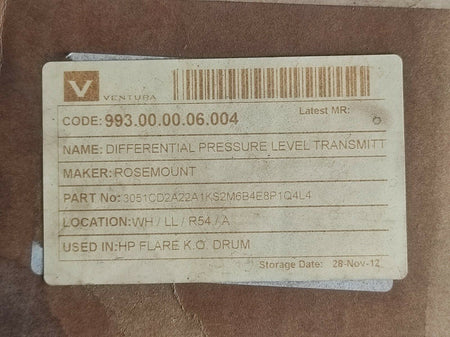 V
VENTURA
Latest MR:
CODE: 993.00.00.06.004
NAME: DIFFERENTIAL PRESSURE LEVEL TRANSMITT
MAKER: ROSEMOUNT
PART No: 3051CD2A22A1KS2M6B4E8P1Q4L4
LOCATION: WH / LL / R54 / A
USED IN: HP FLARE K.O. DRUM
Storage Date: 28-Nov-12